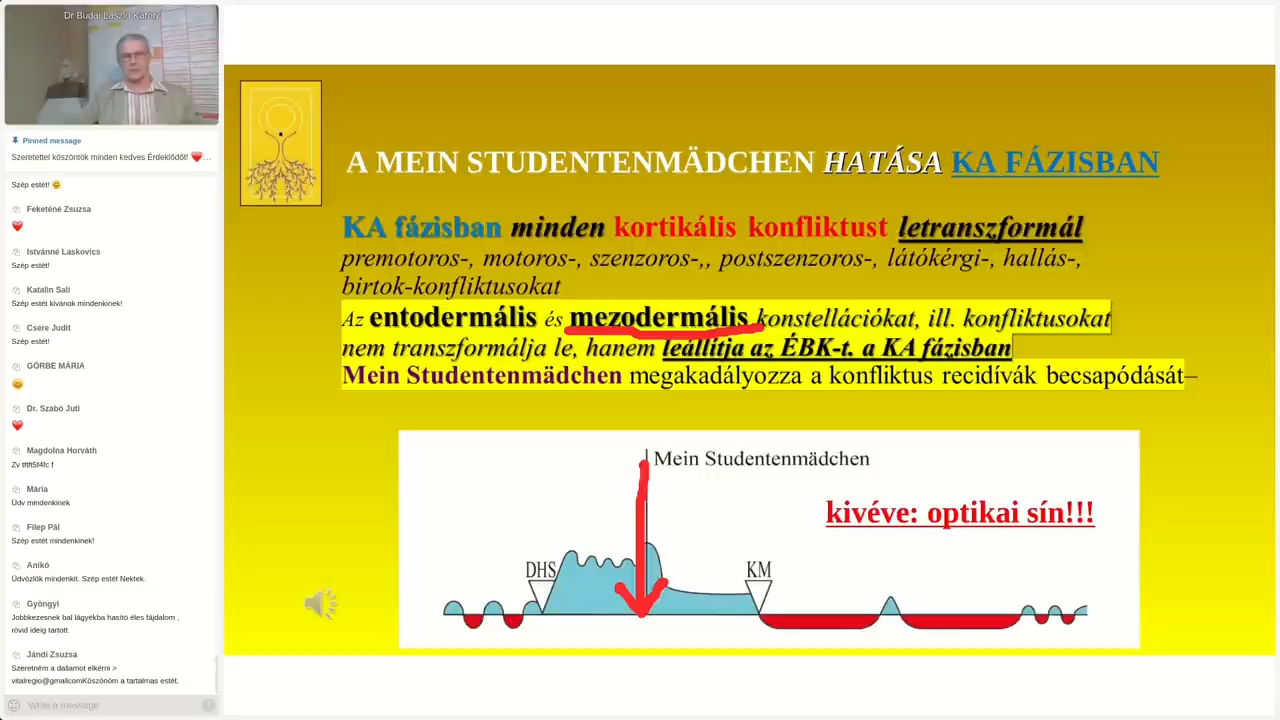 Dr Budai László Károly
Pinned message
Szeretettel köszöntök minden kedves Érdeklődőt! ❤️...
Szép estét! 😀
Feketéné Zsuzsa
❤️
Istvánné Laskovics
Szép estét!
Katalin Sali
Szép estét kivánok mindenkinek!
Csere Judit
Szép estét!
GÖRBE MÁRIA
😀
Dr. Szabó Juti
❤️
Magdolna Horváth
Zv tftft5f4fc f
Mária
Üdv mindenkinek
Filep Pál
Szép estét mindenkinek!
Anikó
Üdvözlök mindenkit. Szép estét Nektek.
Gyöngyi
Jobbkezesnek bal lágyékba hasító éles fájdalom ,
rövid ideig tartott.
Jándi Zsuzsa
Szeretném a dallamot elkérni >
vitalregio@gmailcomKöszönöm a tartalmas estét.
Write a message
A MEIN STUDENTENMÄDCHEN HATÁSA KA FÁZISBAN
KA fázisban minden kortikális konfliktust letranszformál
premotoros-, motoros-, szenzoros-,, postszenzoros-, látókérgi-, hallás-,
birtok-konfliktusokat
Az entodermális és mezodermális konstellációkat, ill. konfliktusokat
nem transzformálja le, hanem leállítja az ÉBK-t. a KA fázisban
Mein Studentenmädchen megakadályozza a konfliktus recidívák becsapódását–
Mein Studentenmädchen
kivéve: optikai sín!!!
DHS
KM